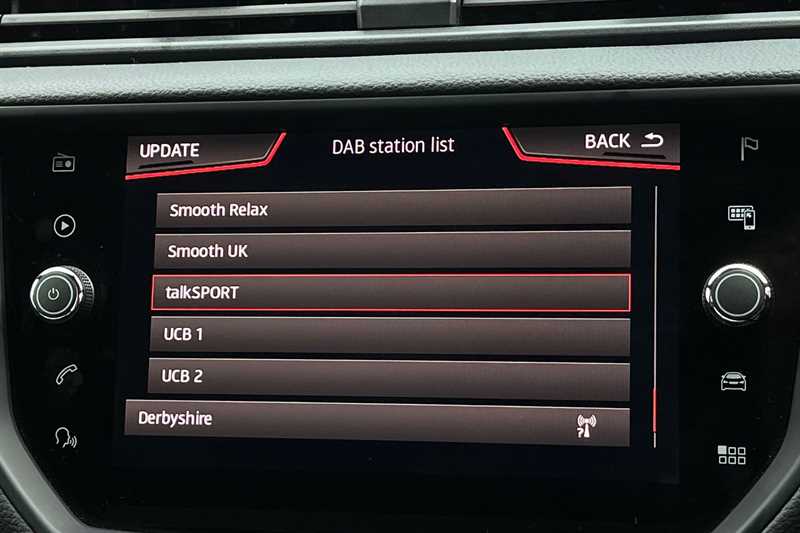 UPDATE
DAB station list
BACK
Smooth Relax
Smooth UK
talkSPORT
UCB 1
UCB 2
Derbyshire
?